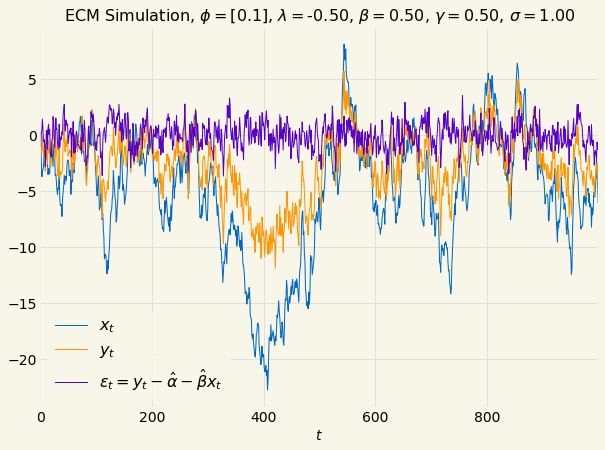 ECM Simulation, ϕ = [0.1], λ = -0.50, β = 0.50, γ = 0.50, σ = 1.00
5
0
−5
−10
−15
−20
x_t
y_t
ε_t = y_t − α̂ − β̂x_t
0 200 400 600 800
t